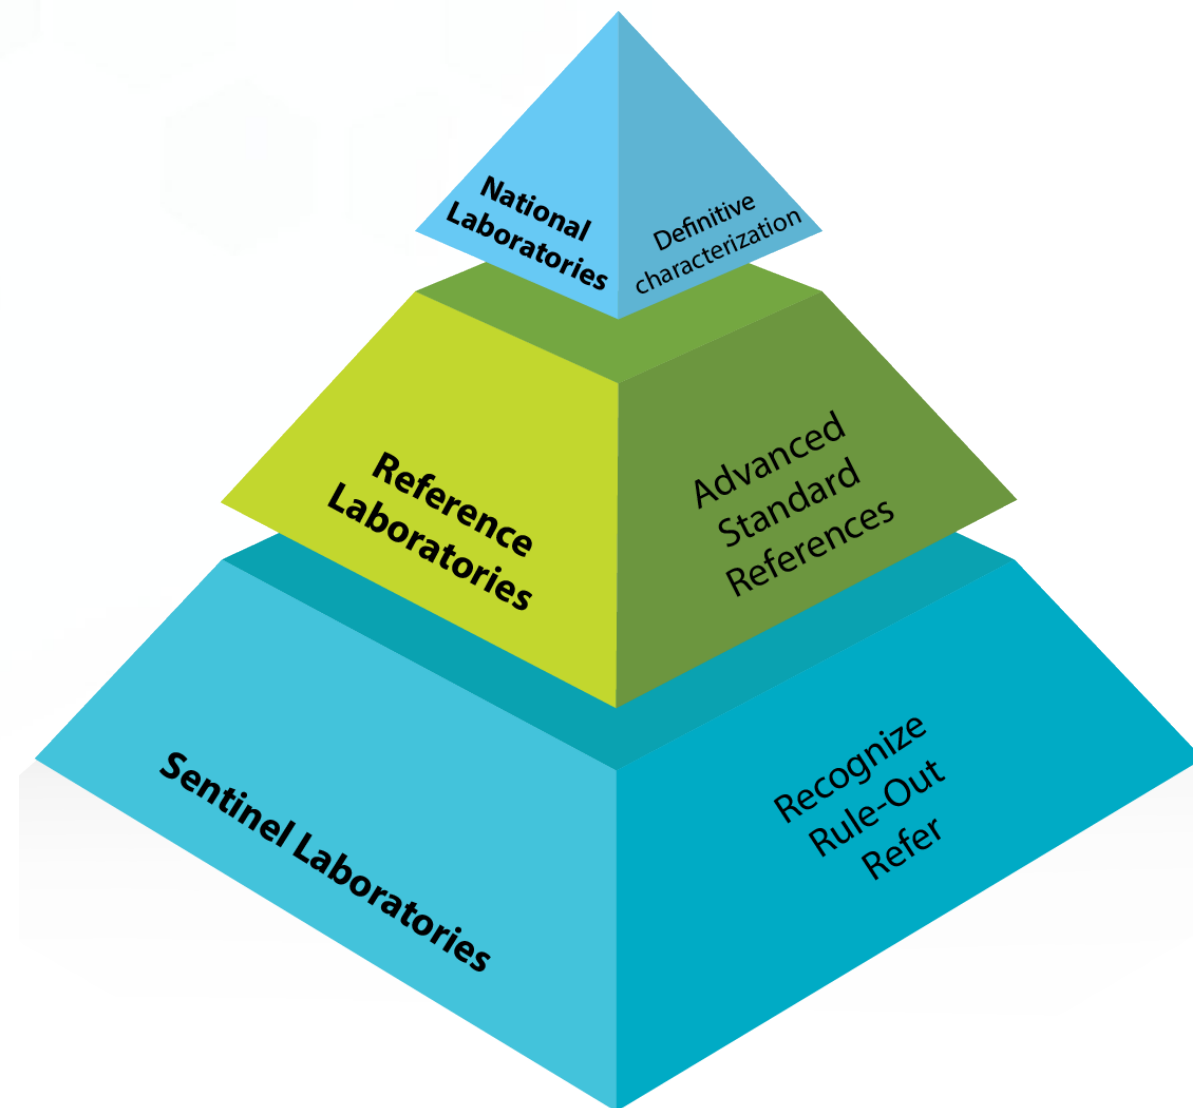 National
Laboratories
Definitive
characterization
Reference
Laboratories
Advanced
Standard
References
Sentinel Laboratories
Recognize
Rule-Out
Refer